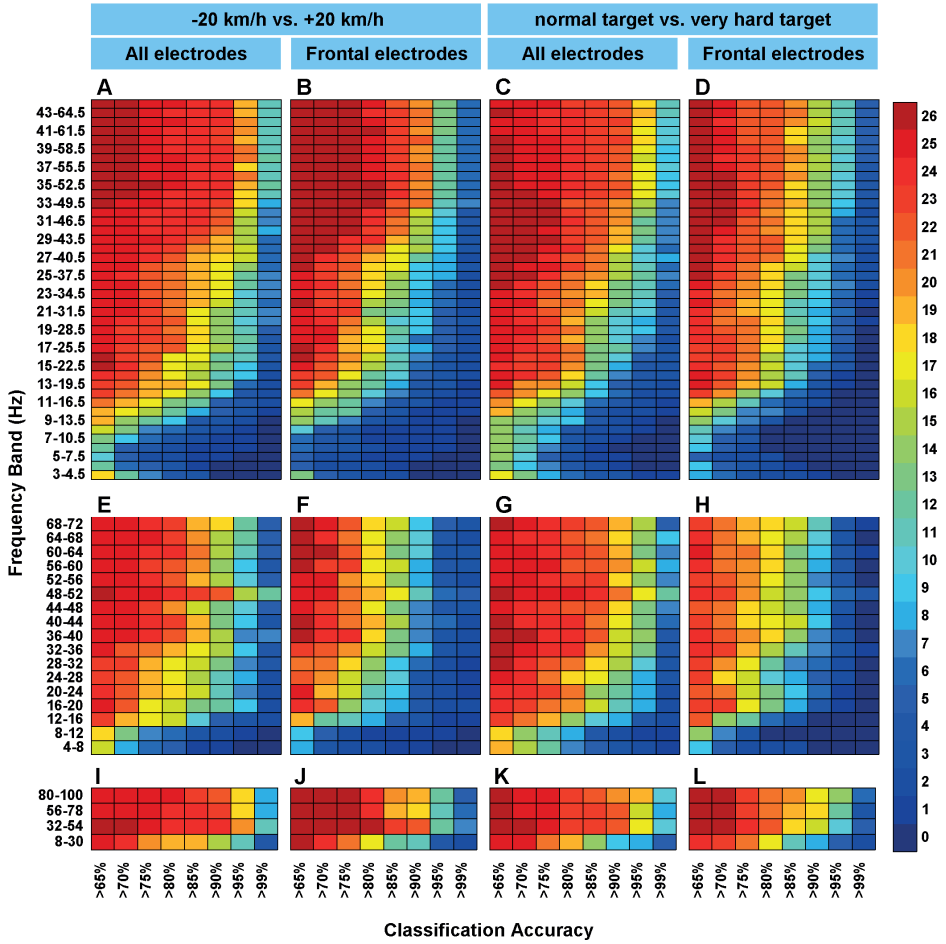 -20 km/h vs. +20 km/h
normal target vs. very hard target
All electrodes
Frontal electrodes
All electrodes
Frontal electrodes
A
B
C
D
43-64.5
41-61.5
39-58.5
37-55.5
35-52.5
33-49.5
31-46.5
29-43.5
27-40.5
25-37.5
23-34.5
21-31.5
19-28.5
17-25.5
15-22.5
13-19.5
11-16.5
9-13.5
7-10.5
5-7.5
3-4.5
E
F
G
H
68-72
64-68
60-64
56-60
52-56
48-52
44-48
40-44
36-40
32-36
28-32
24-28
20-24
16-20
12-16
8-12
4-8
I
J
K
L
80-100
56-78
32-54
8-30
>65% >70% >75% >80% >85% >90% >95% >99%
>65% >70% >75% >80% >85% >90% >95% >99%
>65% >70% >75% >80% >85% >90% >95% >99%
>65% >70% >75% >80% >85% >90% >95% >99%
Classification Accuracy
Frequency Band (Hz)
26
25
24
23
22
21
20
19
18
17
16
15
14
13
12
11
10
9
8
7
6
5
4
3
2
1
0